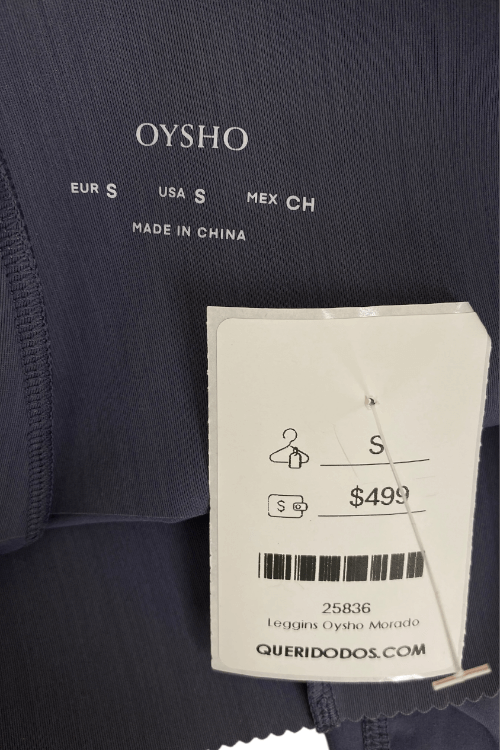 OYSHO
EUR S USA S MEX CH
MADE IN CHINA
S
$ $499
25836
Leggins Oysho Morado
QUERIDODOS.COM